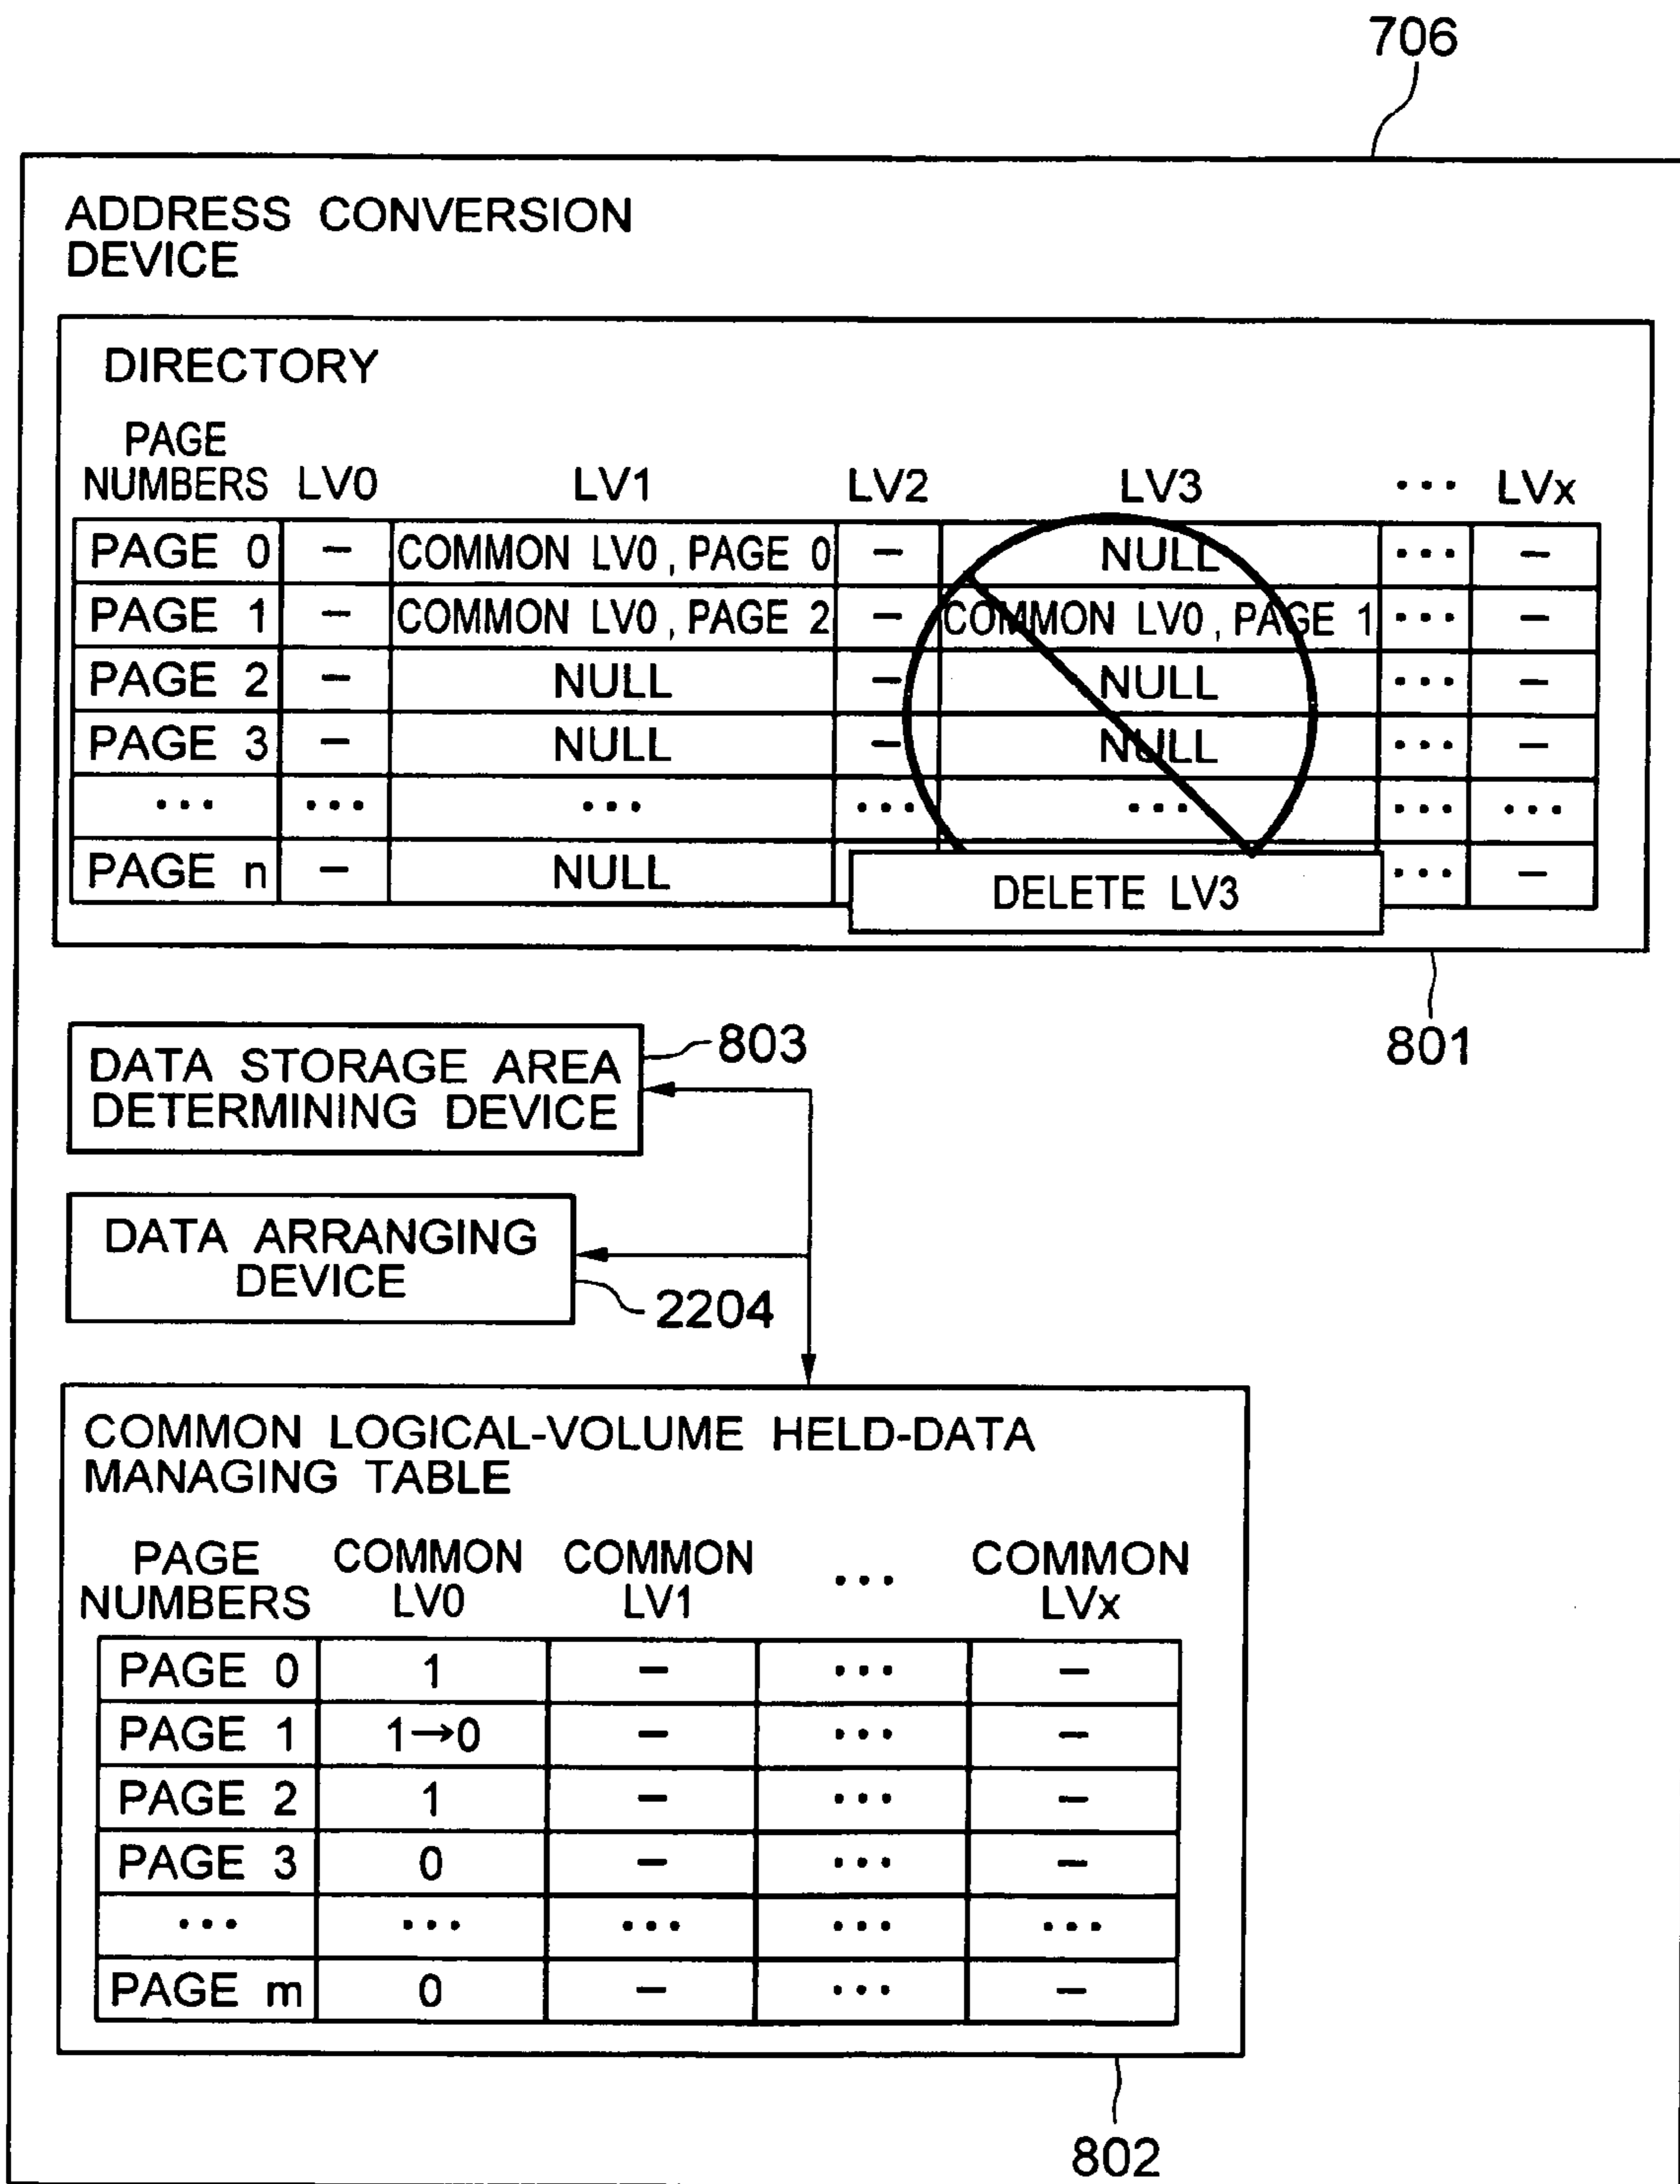 706
ADDRESS CONVERSION
DEVICE
DIRECTORY
PAGE
NUMBERS LV0 LV1 LV2 LV3 ... LVx
PAGE 0 – COMMON LV0, PAGE 0 – NULL ... –
PAGE 1 – COMMON LV0, PAGE 2 – COMMON LV0, PAGE 1 ... –
PAGE 2 – NULL – NULL ... –
PAGE 3 – NULL – NULL ... –
... ... ... ... ... ... ...
PAGE n – NULL DELETE LV3 ... –
801
DATA STORAGE AREA
DETERMINING DEVICE
803
DATA ARRANGING
DEVICE
2204
COMMON LOGICAL-VOLUME HELD-DATA
MANAGING TABLE
PAGE COMMON COMMON ... COMMON
NUMBERS LV0 LV1 LVx
PAGE 0 1 – ... –
PAGE 1 1→0 – ... –
PAGE 2 1 – ... –
PAGE 3 0 – ... –
... ... ... ... ...
PAGE m 0 – ... –
802